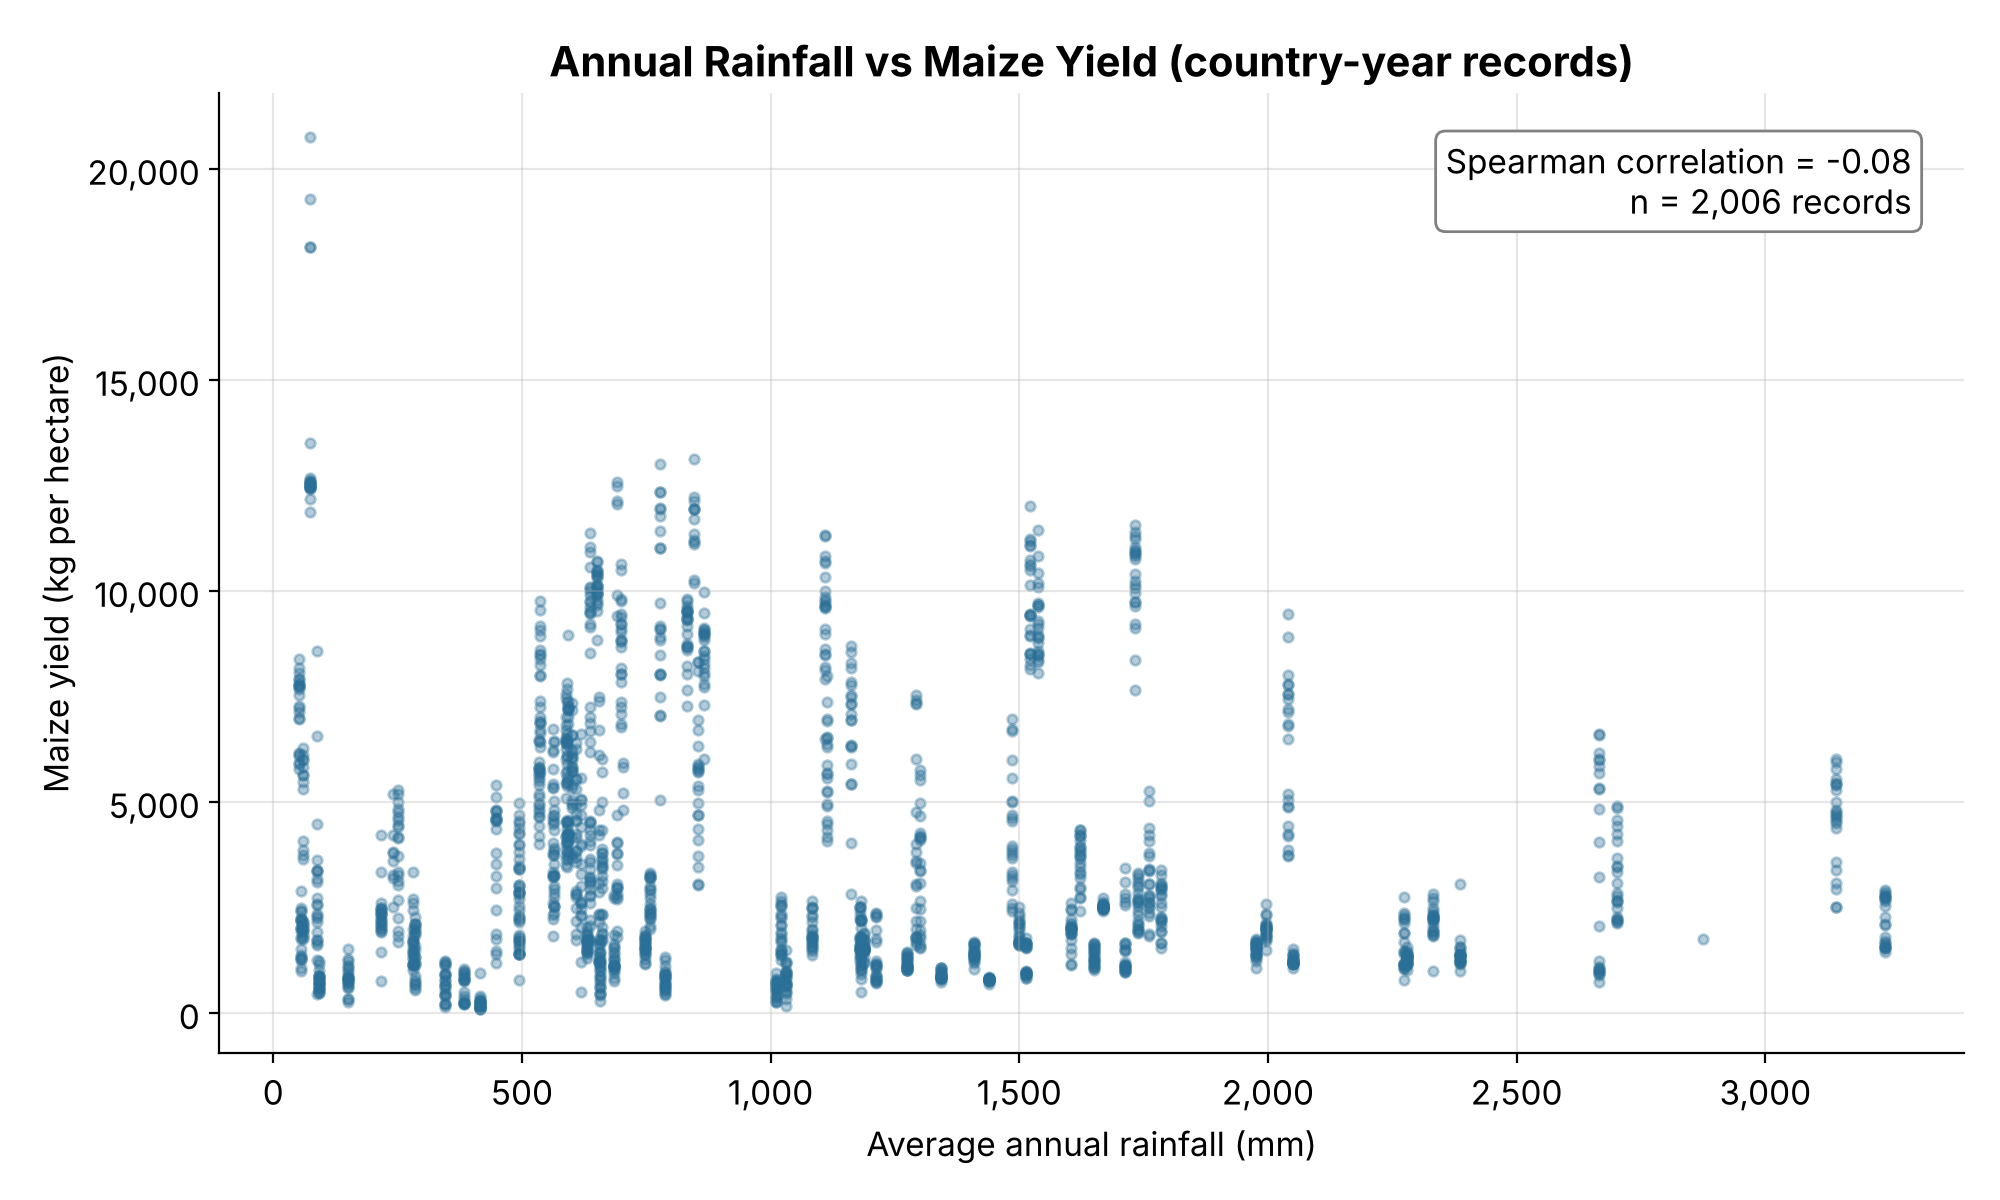 Annual Rainfall vs Maize Yield (country-year records)
Spearman correlation = -0.08
n = 2,006 records
Maize yield (kg per hectare)
20,000
15,000
10,000
5,000
0
0
500
1,000
1,500
2,000
2,500
3,000
Average annual rainfall (mm)